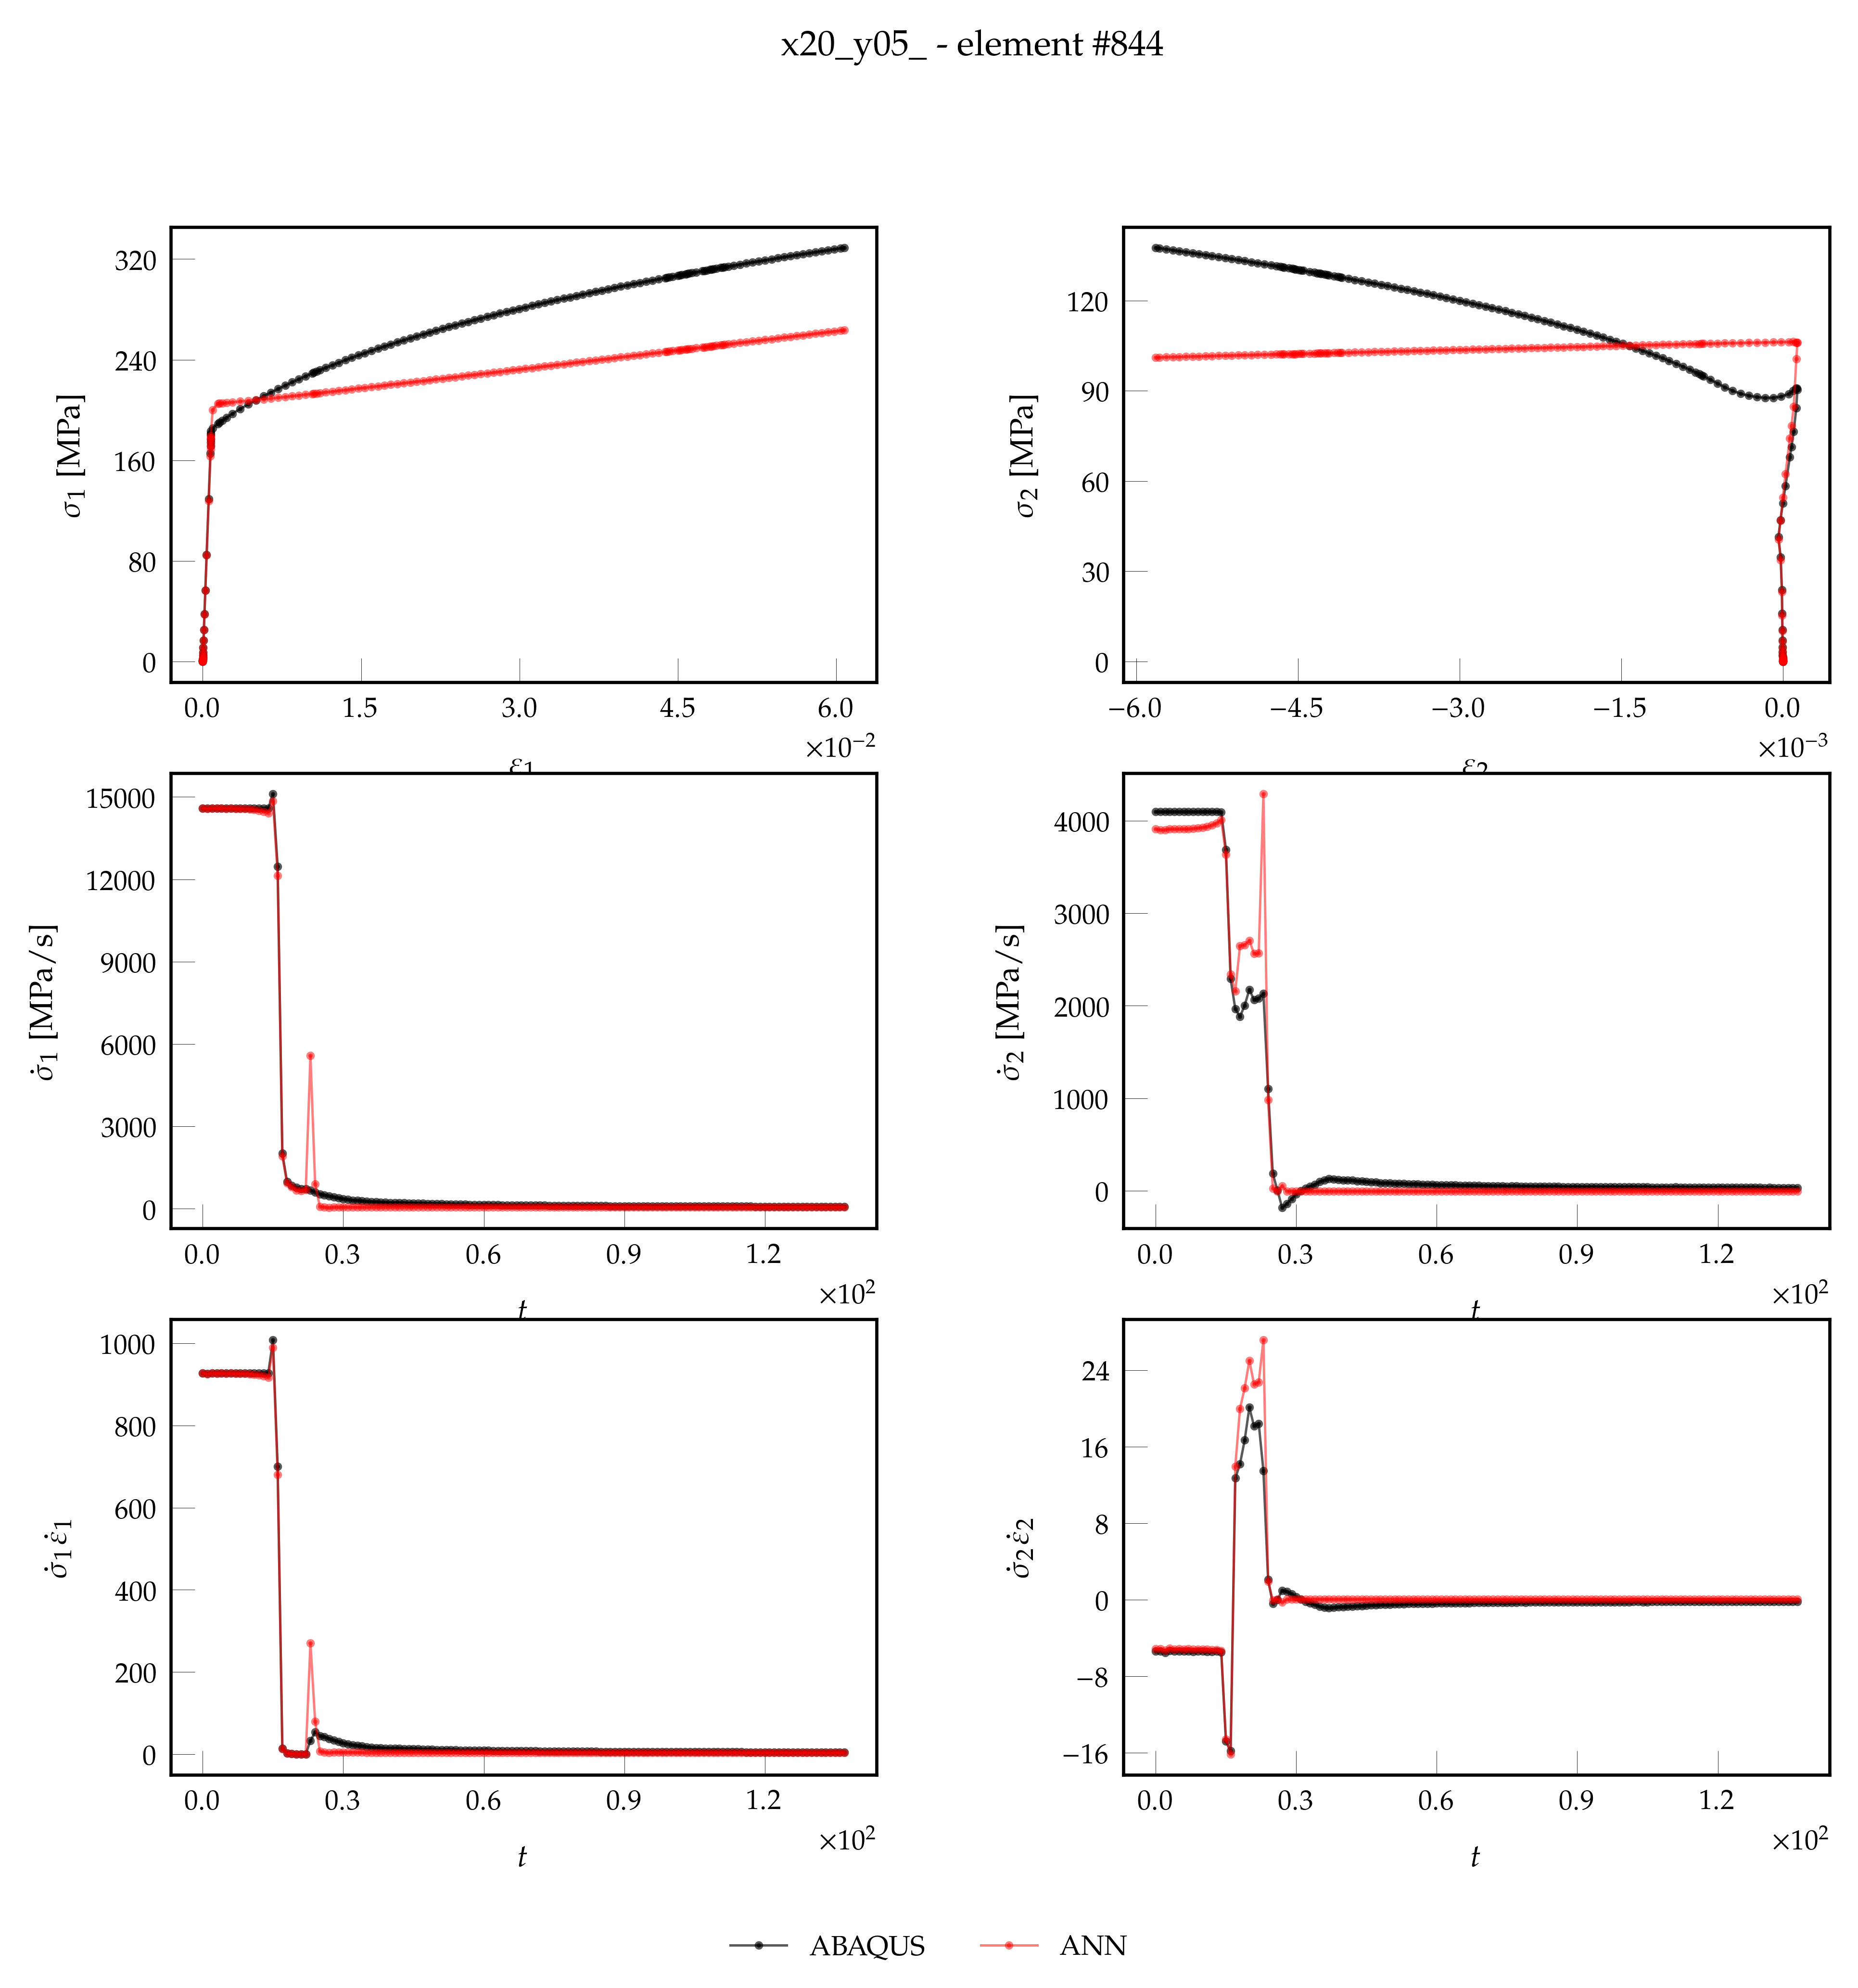 x20_y05_ - element #844
320
240
160
80
0
σ₁ [MPa]
0.0 1.5 3.0 4.5 6.0
×10⁻²
ε₁
120
90
60
30
0
σ₂ [MPa]
−6.0 −4.5 −3.0 −1.5 0.0
×10⁻³
ε₂
15000
12000
9000
6000
3000
0
σ̇₁ [MPa/s]
0.0 0.3 0.6 0.9 1.2
×10²
t
4000
3000
2000
1000
0
σ̇₂ [MPa/s]
0.0 0.3 0.6 0.9 1.2
×10²
t
1000
800
600
400
200
0
σ̇₁ε̇₁
0.0 0.3 0.6 0.9 1.2
×10²
t
24
16
8
0
−8
−16
σ̇₂ε̇₂
0.0 0.3 0.6 0.9 1.2
×10²
t
ABAQUS ANN